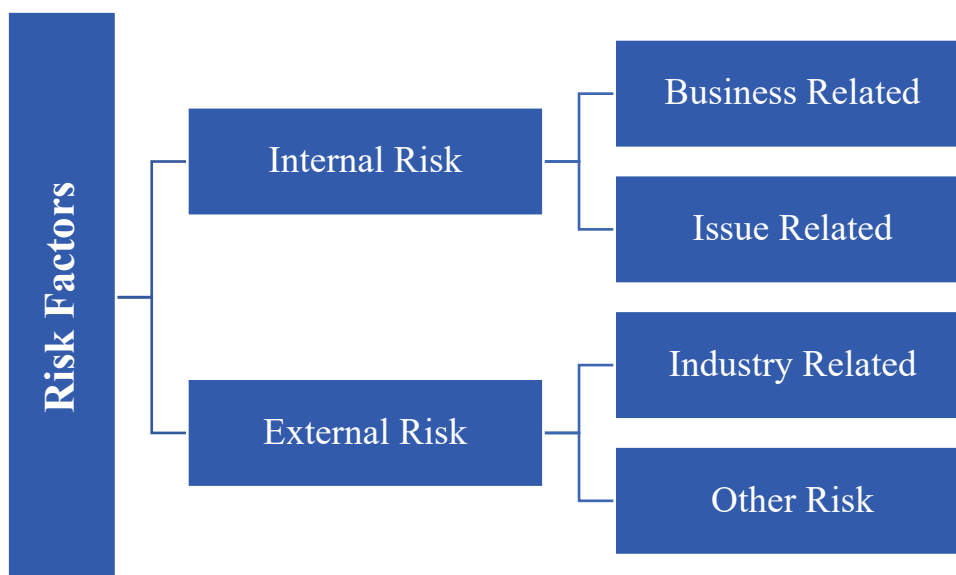 Risk Factors
Internal Risk
Business Related
Issue Related
External Risk
Industry Related
Other Risk